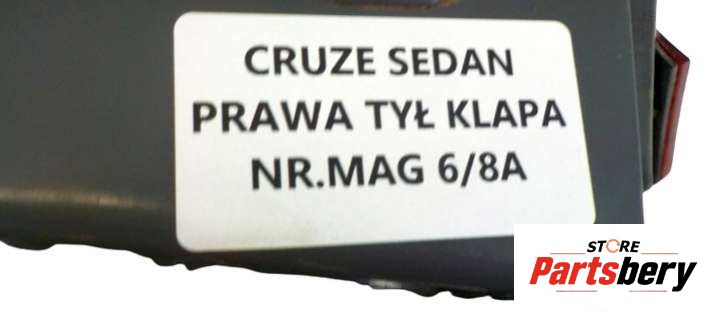 CRUZE SEDAN
PRAWA TYŁ KLAPA
NR.MAG 6/8A
STORE
Partsbery